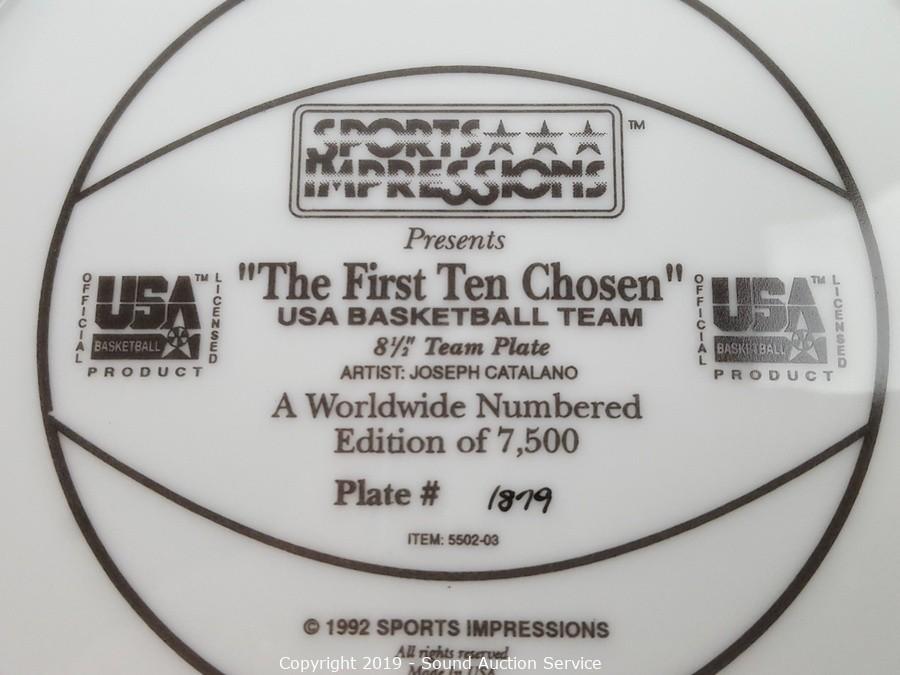 SPORTS
IMPRESSIONS
TM
Presents
"The First Ten Chosen"
USA BASKETBALL TEAM
8½" Team Plate
ARTIST: JOSEPH CATALANO
A Worldwide Numbered
Edition of 7,500
Plate # 1879
ITEM: 5502-03
OFFICIAL
USA TM
BASKETBALL
LICENSED
PRODUCT
OFFICIAL
USA TM
BASKETBALL
LICENSED
PRODUCT
© 1992 SPORTS IMPRESSIONS
All rights reserved
Made In USA
Copyright 2019 - Sound Auction Service